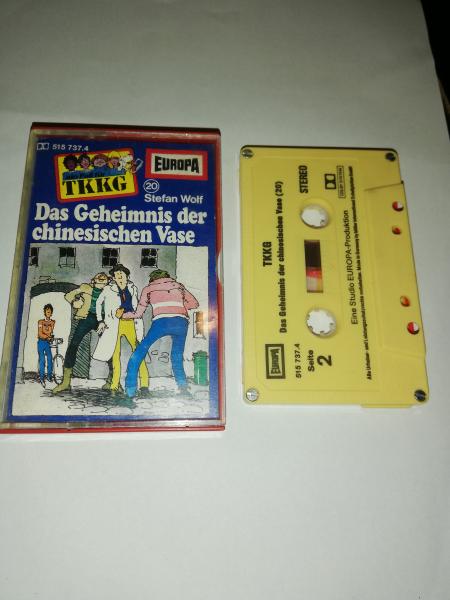 515 737.4
TKKG
EUROPA
20
Stefan Wolf
Das Geheimnis der
chinesischen Vase
TKKG
Das Geheimnis der chinesischen Vase (20)
STEREO
EUROPA
515 737.4
Seite
2
Eine Studio EUROPA-Produktion